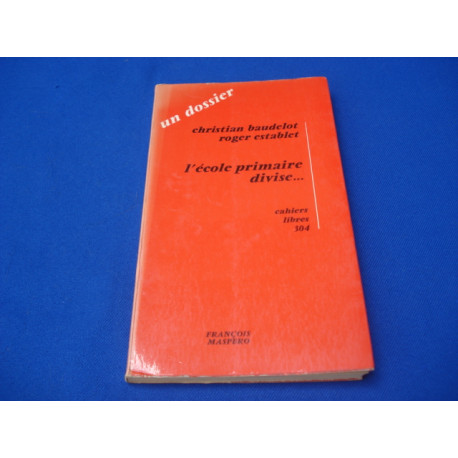 un dossier
christian baudelot
roger establet
l'école primaire
divise...
cahiers
libres
304
FRANÇOIS
MASPERO